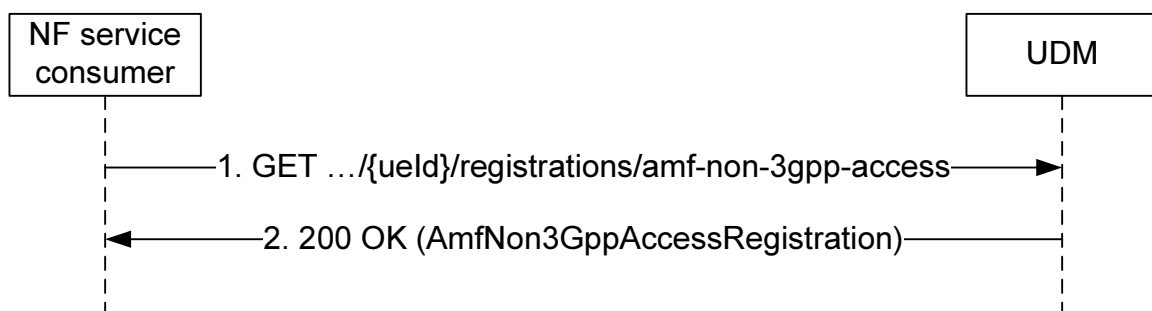 NF service
consumer
UDM
1. GET …/{ueId}/registrations/amf-non-3gpp-access
2. 200 OK (AmfNon3GppAccessRegistration)